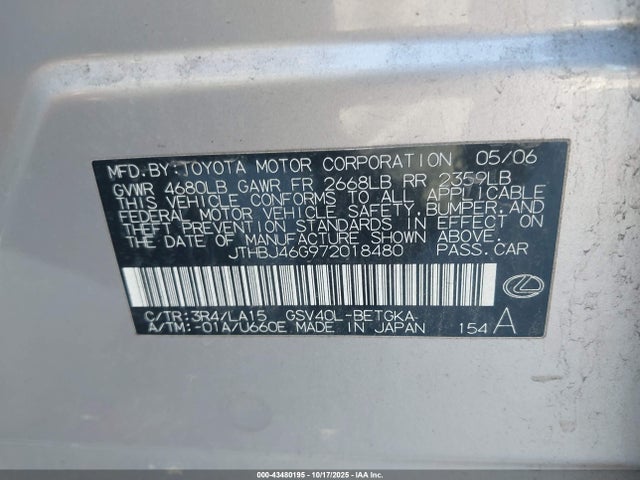 MFD. BY: TOYOTA MOTOR CORPORATION 05/06
GVWR 4680LB GAWR FR 2668LB RR 2359LB
THIS VEHICLE CONFORMS TO ALL APPLICABLE
FEDERAL MOTOR VEHICLE SAFETY, BUMPER, AND
THEFT PREVENTION STANDARDS IN EFFECT ON
THE DATE OF MANUFACTURE SHOWN ABOVE.
JTHBJ46G972018480 PASS.CAR
C/TR:3R4/LA15 GSV40L-BETGKA
A/TM:-01A/U660E MADE IN JAPAN 154 A
000-43480195 - 10/17/2025 - IAA Inc.